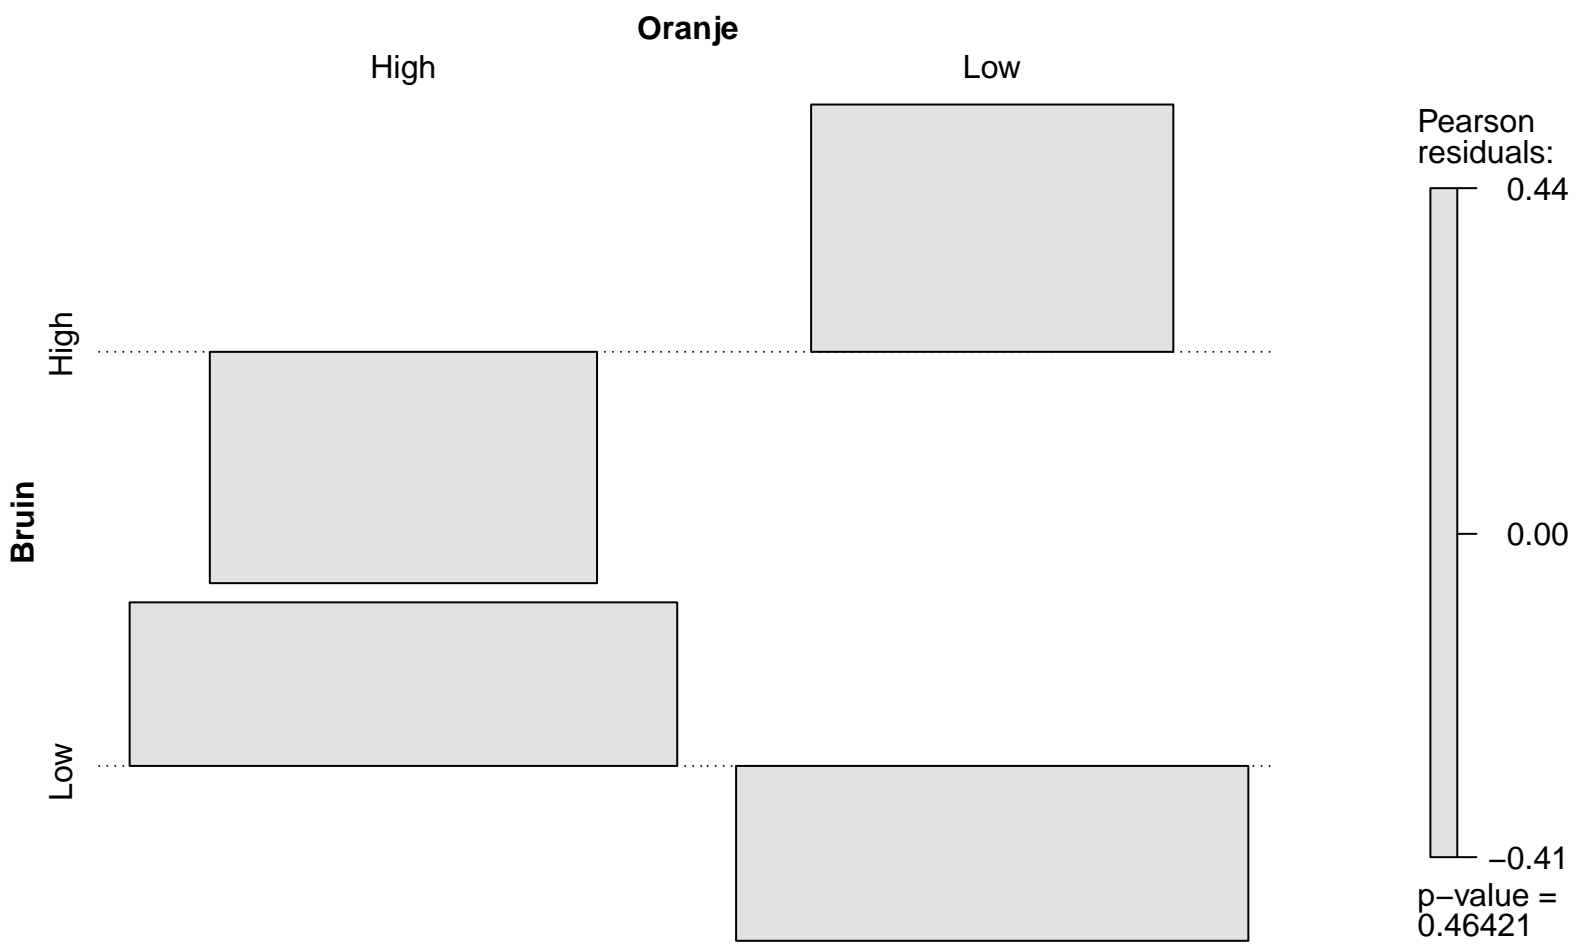 Oranje
High
Low
Pearson
residuals:
0.44
High
Bruin
0.00
Low
−0.41
p−value =
0.46421